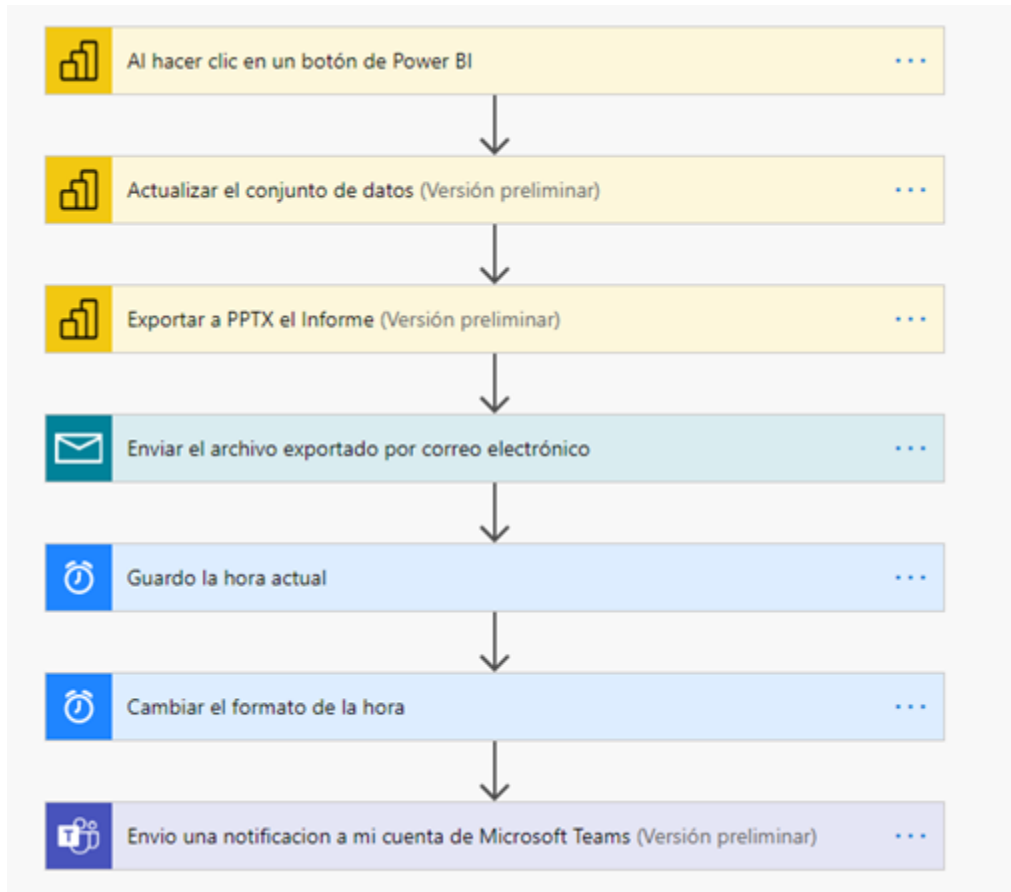 Al hacer clic en un botón de Power BI
Actualizar el conjunto de datos (Versión preliminar)
Exportar a PPTX el Informe (Versión preliminar)
Enviar el archivo exportado por correo electrónico
Guardo la hora actual
Cambiar el formato de la hora
Envio una notificacion a mi cuenta de Microsoft Teams (Versión preliminar)